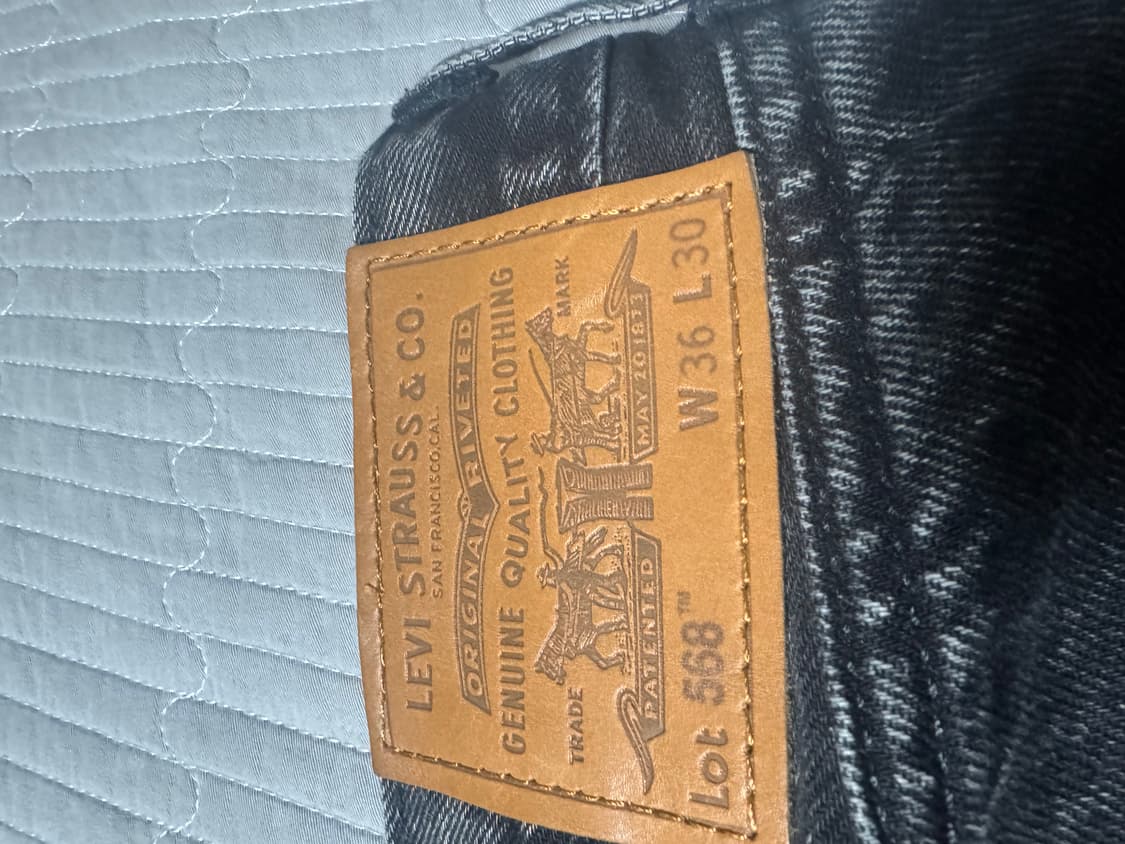 LEVI STRAUSS & CO.
SAN FRANCISCO, CAL.
ORIGINAL RIVETED
GENUINE QUALITY CLOTHING
TRADE MARK
PATENTED MAY 20 1873
Lot 568™ W 36 L 30